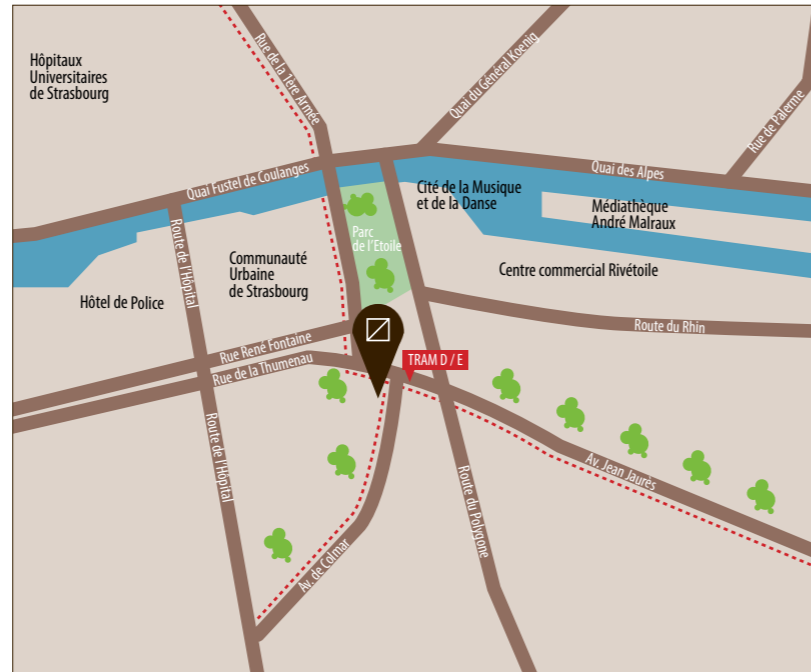 Hôpitaux
Universitaires
de Strasbourg
Rue de la 1ère Armée
Quai du Général Koenig
Rue de Palerme
Quai Fustel de Coulanges
Quai des Alpes
Cité de la Musique
et de la Danse
Médiathèque
André Malraux
Parc
de l'Etoile
Route de l'Hôpital
Communauté
Urbaine
de Strasbourg
Centre commercial Rivétoile
Hôtel de Police
Route du Rhin
Rue René Fontaine
Rue de la Thumenau
TRAM D / E
Route de l'Hôpital
Av. Jean Jaurès
Route du Polygone
Av. de Colmar